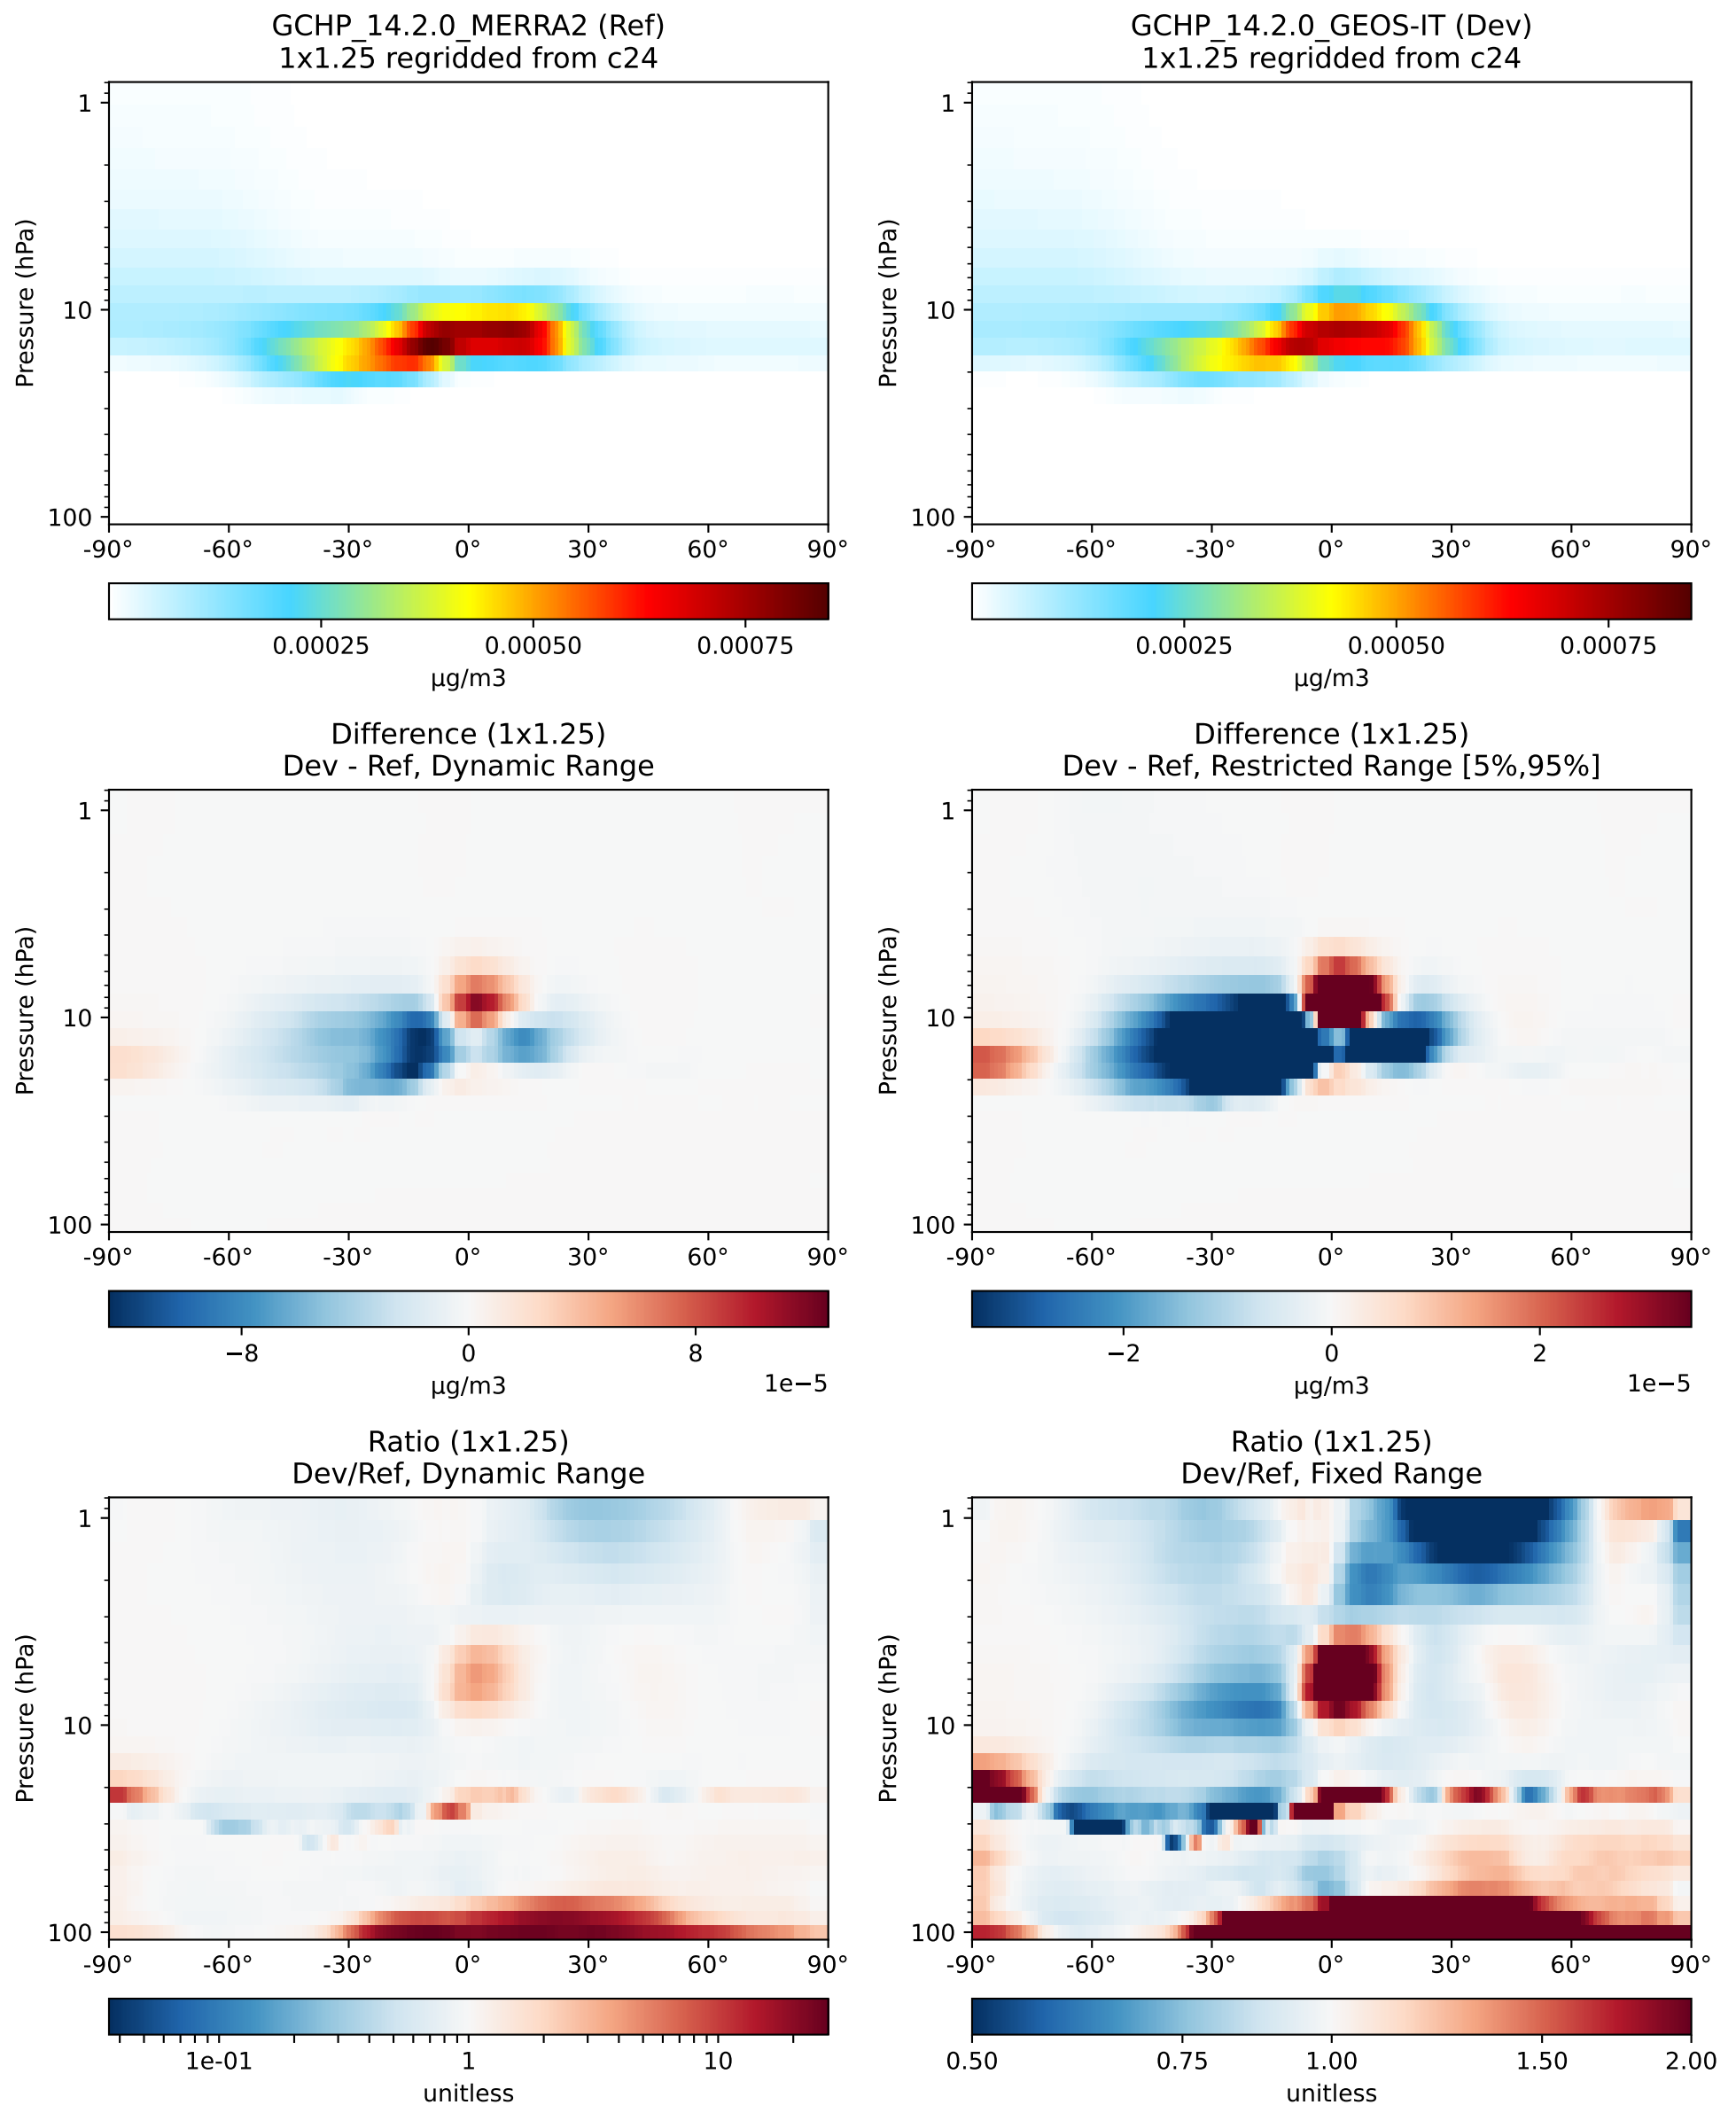 GCHP_14.2.0_MERRA2 (Ref)
1x1.25 regridded from c24
Pressure (hPa)
1
10
100
-90° -60° -30° 0° 30° 60° 90°
0.00025 0.00050 0.00075
µg/m3
GCHP_14.2.0_GEOS-IT (Dev)
1x1.25 regridded from c24
Pressure (hPa)
1
10
100
-90° -60° -30° 0° 30° 60° 90°
0.00025 0.00050 0.00075
µg/m3
Difference (1x1.25)
Dev - Ref, Dynamic Range
Pressure (hPa)
1
10
100
-90° -60° -30° 0° 30° 60° 90°
−8 0 8
µg/m3 1e−5
Difference (1x1.25)
Dev - Ref, Restricted Range [5%,95%]
Pressure (hPa)
1
10
100
-90° -60° -30° 0° 30° 60° 90°
−2 0 2
µg/m3 1e−5
Ratio (1x1.25)
Dev/Ref, Dynamic Range
Pressure (hPa)
1
10
100
-90° -60° -30° 0° 30° 60° 90°
1e-01 1 10
unitless
Ratio (1x1.25)
Dev/Ref, Fixed Range
Pressure (hPa)
1
10
100
-90° -60° -30° 0° 30° 60° 90°
0.50 0.75 1.00 1.50 2.00
unitless